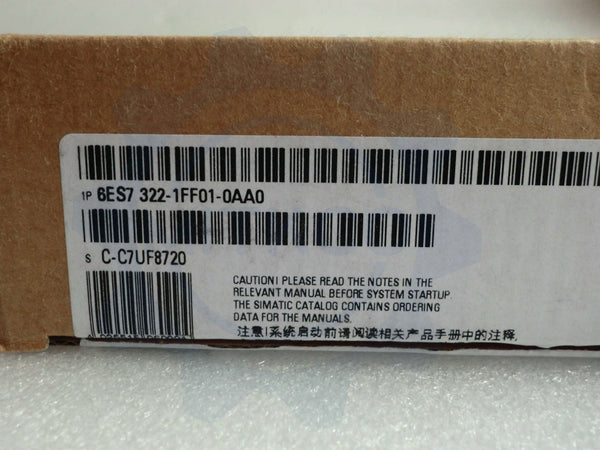 1P 6ES7 322-1FF01-0AA0
S C-C7UF8720
CAUTION! PLEASE READ THE NOTES IN THE
RELEVANT MANUAL BEFORE SYSTEM STARTUP.
THE SIMATIC CATALOG CONTAINS ORDERING
DATA FOR THE MANUALS.
注意!系统启动前请阅读相关产品手册中的注释.